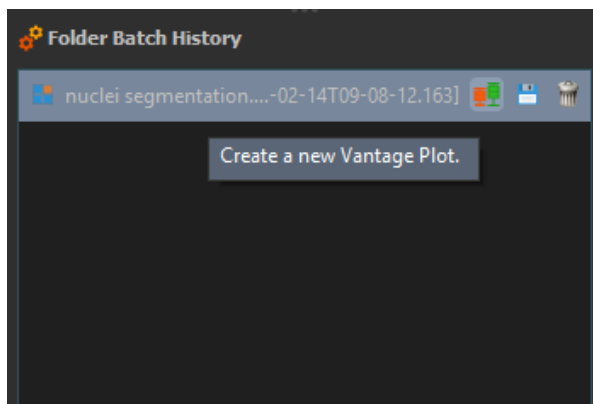 Folder Batch History
nuclei segmentation....-02-14T09-08-12.163]
Create a new Vantage Plot.